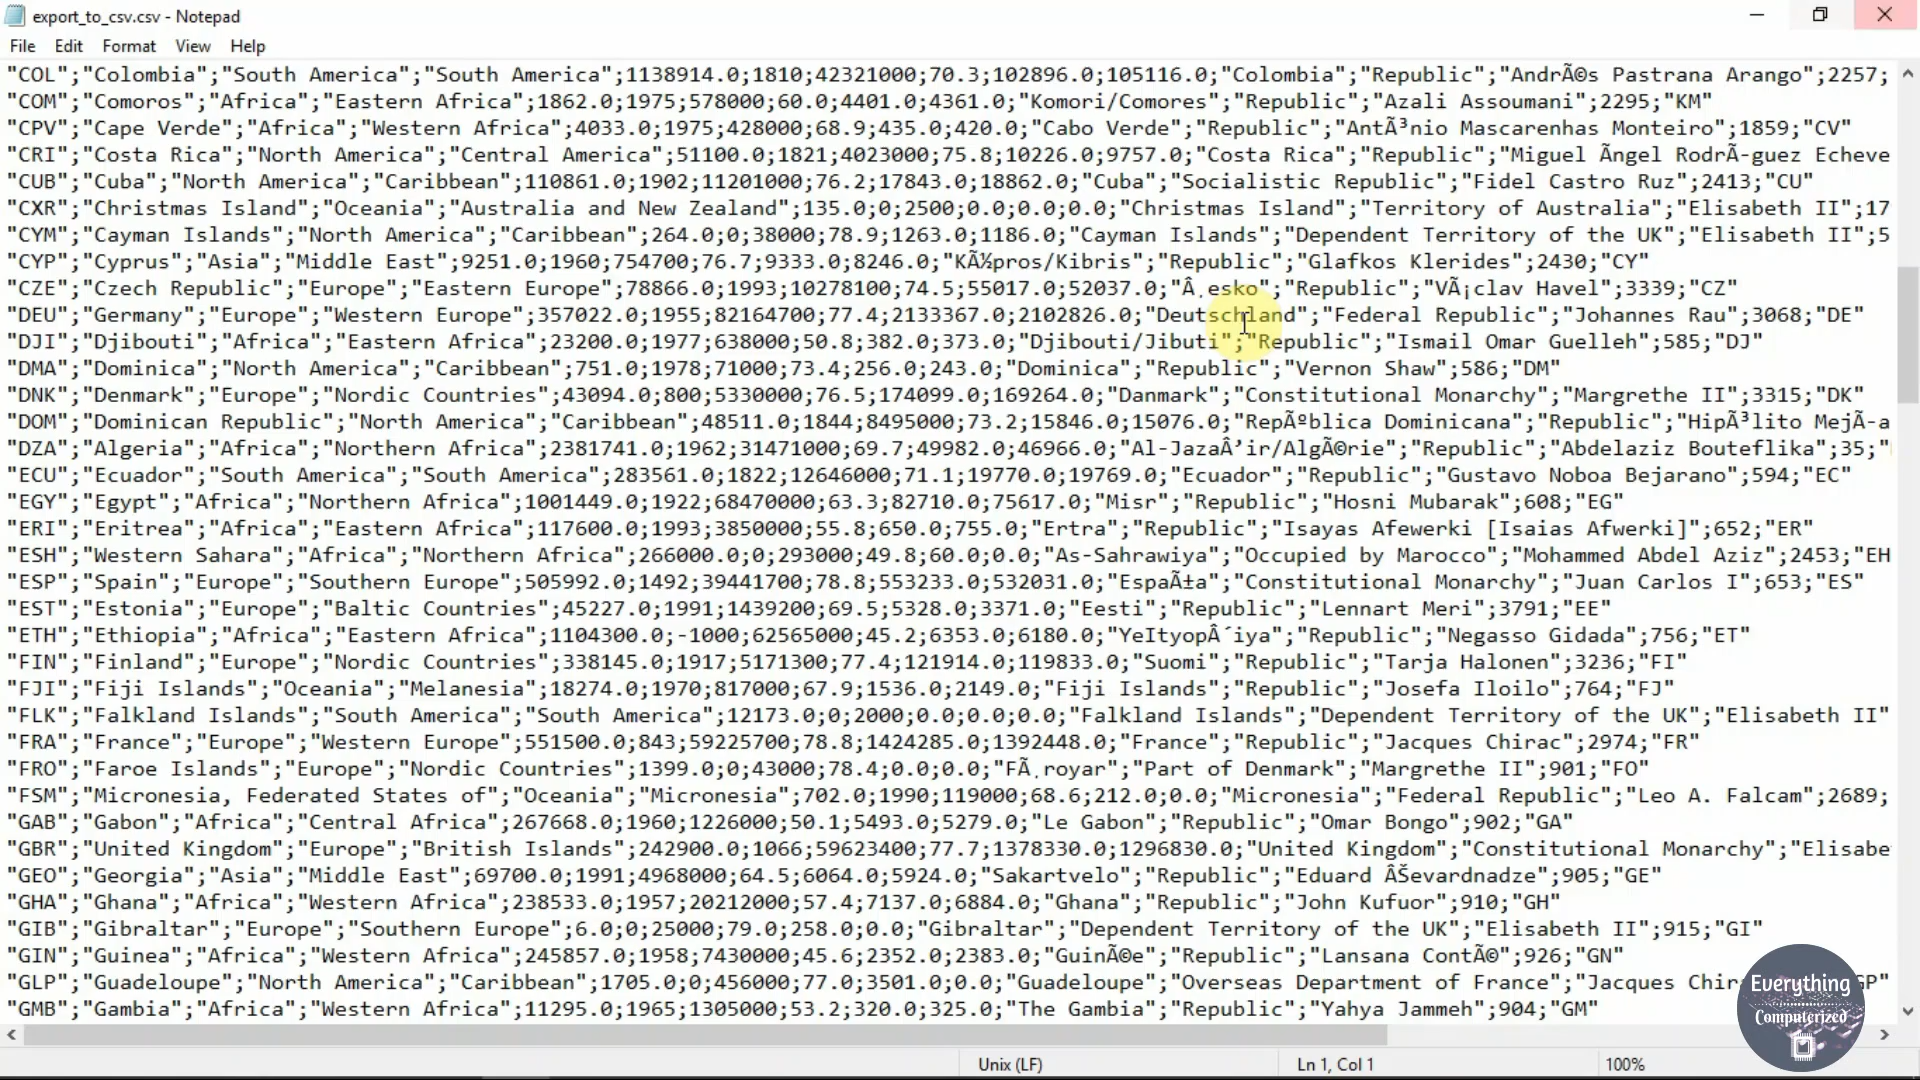 export_to_csv.csv - Notepad
File Edit Format View Help
"COL";"Colombia";"South America";"South America";1138914.0;1810;42321000;70.3;102896.0;105116.0;"Colombia";"Republic";"AndrÃ©s Pastrana Arango";2257;
"COM";"Comoros";"Africa";"Eastern Africa";1862.0;1975;578000;60.0;4401.0;4361.0;"Komori/Comores";"Republic";"Azali Assoumani";2295;"KM"
"CPV";"Cape Verde";"Africa";"Western Africa";4033.0;1975;428000;68.9;435.0;420.0;"Cabo Verde";"Republic";"AntÃ³nio Mascarenhas Monteiro";1859;"CV"
"CRI";"Costa Rica";"North America";"Central America";51100.0;1821;4023000;75.8;10226.0;9757.0;"Costa Rica";"Republic";"Miguel Ãngel RodrÃ-guez Echeve
"CUB";"Cuba";"North America";"Caribbean";110861.0;1902;11201000;76.2;17843.0;18862.0;"Cuba";"Socialistic Republic";"Fidel Castro Ruz";2413;"CU"
"CXR";"Christmas Island";"Oceania";"Australia and New Zealand";135.0;0;2500;0.0;0.0;0.0;"Christmas Island";"Territory of Australia";"Elisabeth II";17
"CYM";"Cayman Islands";"North America";"Caribbean";264.0;0;38000;78.9;1263.0;1186.0;"Cayman Islands";"Dependent Territory of the UK";"Elisabeth II";5
"CYP";"Cyprus";"Asia";"Middle East";9251.0;1960;754700;76.7;9333.0;8246.0;"KÃ½pros/Kibris";"Republic";"Glafkos Klerides";2430;"CY"
"CZE";"Czech Republic";"Europe";"Eastern Europe";78866.0;1993;10278100;74.5;55017.0;52037.0;"Â¸esko";"Republic";"VÃ¡clav Havel";3339;"CZ"
"DEU";"Germany";"Europe";"Western Europe";357022.0;1955;82164700;77.4;2133367.0;2102826.0;"Deutschland";"Federal Republic";"Johannes Rau";3068;"DE"
"DJI";"Djibouti";"Africa";"Eastern Africa";23200.0;1977;638000;50.8;382.0;373.0;"Djibouti/Jibuti";"Republic";"Ismail Omar Guelleh";585;"DJ"
"DMA";"Dominica";"North America";"Caribbean";751.0;1978;71000;73.4;256.0;243.0;"Dominica";"Republic";"Vernon Shaw";586;"DM"
"DNK";"Denmark";"Europe";"Nordic Countries";43094.0;800;5330000;76.5;174099.0;169264.0;"Danmark";"Constitutional Monarchy";"Margrethe II";3315;"DK"
"DOM";"Dominican Republic";"North America";"Caribbean";48511.0;1844;8495000;73.2;15846.0;15076.0;"RepÃºblica Dominicana";"Republic";"HipÃ³lito MejÃ-a
"DZA";"Algeria";"Africa";"Northern Africa";2381741.0;1962;31471000;69.7;49982.0;46966.0;"Al-JazaÂ’ir/AlgÃ©rie";"Republic";"Abdelaziz Bouteflika";35;"
"ECU";"Ecuador";"South America";"South America";283561.0;1822;12646000;71.1;19770.0;19769.0;"Ecuador";"Republic";"Gustavo Noboa Bejarano";594;"EC"
"EGY";"Egypt";"Africa";"Northern Africa";1001449.0;1922;68470000;63.3;82710.0;75617.0;"Misr";"Republic";"Hosni Mubarak";608;"EG"
"ERI";"Eritrea";"Africa";"Eastern Africa";117600.0;1993;3850000;55.8;650.0;755.0;"Ertra";"Republic";"Isayas Afewerki [Isaias Afwerki]";652;"ER"
"ESH";"Western Sahara";"Africa";"Northern Africa";266000.0;0;293000;49.8;60.0;0.0;"As-Sahrawiya";"Occupied by Marocco";"Mohammed Abdel Aziz";2453;"EH
"ESP";"Spain";"Europe";"Southern Europe";505992.0;1492;39441700;78.8;553233.0;532031.0;"EspaÃ±a";"Constitutional Monarchy";"Juan Carlos I";653;"ES"
"EST";"Estonia";"Europe";"Baltic Countries";45227.0;1991;1439200;69.5;5328.0;3371.0;"Eesti";"Republic";"Lennart Meri";3791;"EE"
"ETH";"Ethiopia";"Africa";"Eastern Africa";1104300.0;-1000;62565000;45.2;6353.0;6180.0;"YeItyopÂ´iya";"Republic";"Negasso Gidada";756;"ET"
"FIN";"Finland";"Europe";"Nordic Countries";338145.0;1917;5171300;77.4;121914.0;119833.0;"Suomi";"Republic";"Tarja Halonen";3236;"FI"
"FJI";"Fiji Islands";"Oceania";"Melanesia";18274.0;1970;817000;67.9;1536.0;2149.0;"Fiji Islands";"Republic";"Josefa Iloilo";764;"FJ"
"FLK";"Falkland Islands";"South America";"South America";12173.0;0;2000;0.0;0.0;0.0;"Falkland Islands";"Dependent Territory of the UK";"Elisabeth II"
"FRA";"France";"Europe";"Western Europe";551500.0;843;59225700;78.8;1424285.0;1392448.0;"France";"Republic";"Jacques Chirac";2974;"FR"
"FRO";"Faroe Islands";"Europe";"Nordic Countries";1399.0;0;43000;78.4;0.0;0.0;"FÃ¸royar";"Part of Denmark";"Margrethe II";901;"FO"
"FSM";"Micronesia, Federated States of";"Oceania";"Micronesia";702.0;1990;119000;68.6;212.0;0.0;"Micronesia";"Federal Republic";"Leo A. Falcam";2689;
"GAB";"Gabon";"Africa";"Central Africa";267668.0;1960;1226000;50.1;5493.0;5279.0;"Le Gabon";"Republic";"Omar Bongo";902;"GA"
"GBR";"United Kingdom";"Europe";"British Islands";242900.0;1066;59623400;77.7;1378330.0;1296830.0;"United Kingdom";"Constitutional Monarchy";"Elisabe
"GEO";"Georgia";"Asia";"Middle East";69700.0;1991;4968000;64.5;6064.0;5924.0;"Sakartvelo";"Republic";"Eduard ÂŠevardnadze";905;"GE"
"GHA";"Ghana";"Africa";"Western Africa";238533.0;1957;20212000;57.4;7137.0;6884.0;"Ghana";"Republic";"John Kufuor";910;"GH"
"GIB";"Gibraltar";"Europe";"Southern Europe";6.0;0;25000;79.0;258.0;0.0;"Gibraltar";"Dependent Territory of the UK";"Elisabeth II";915;"GI"
"GIN";"Guinea";"Africa";"Western Africa";245857.0;1958;7430000;45.6;2352.0;2383.0;"GuinÃ©e";"Republic";"Lansana ContÃ©";926;"GN"
"GLP";"Guadeloupe";"North America";"Caribbean";1705.0;0;456000;77.0;3501.0;0.0;"Guadeloupe";"Overseas Department of France";"Jacques Chir GP"
"GMB";"Gambia";"Africa";"Western Africa";11295.0;1965;1305000;53.2;320.0;325.0;"The Gambia";"Republic";"Yahya Jammeh";904;"GM"
Everything
Computerized
Unix (LF) Ln 1, Col 1 100%